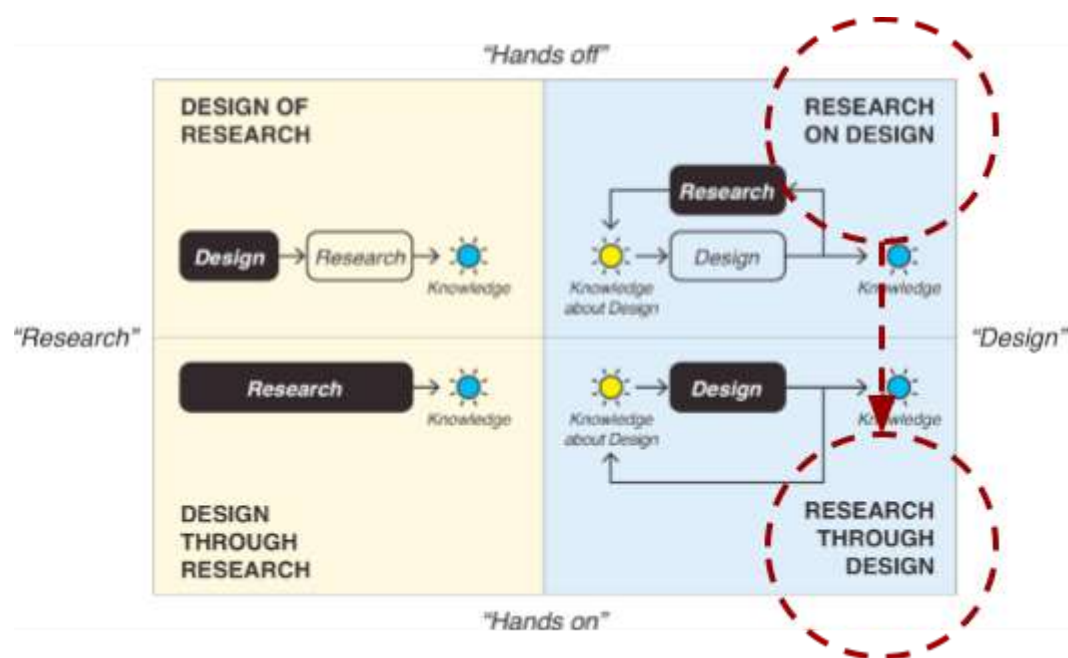 “Hands off”
DESIGN OF
RESEARCH
RESEARCH
ON DESIGN
Research
Design
Research
Knowledge
Knowledge
about Design
Design
Knowledge
“Research”
“Design”
Research
Knowledge
Knowledge
about Design
Design
Knowledge
DESIGN
THROUGH
RESEARCH
RESEARCH
THROUGH
DESIGN
“Hands on”